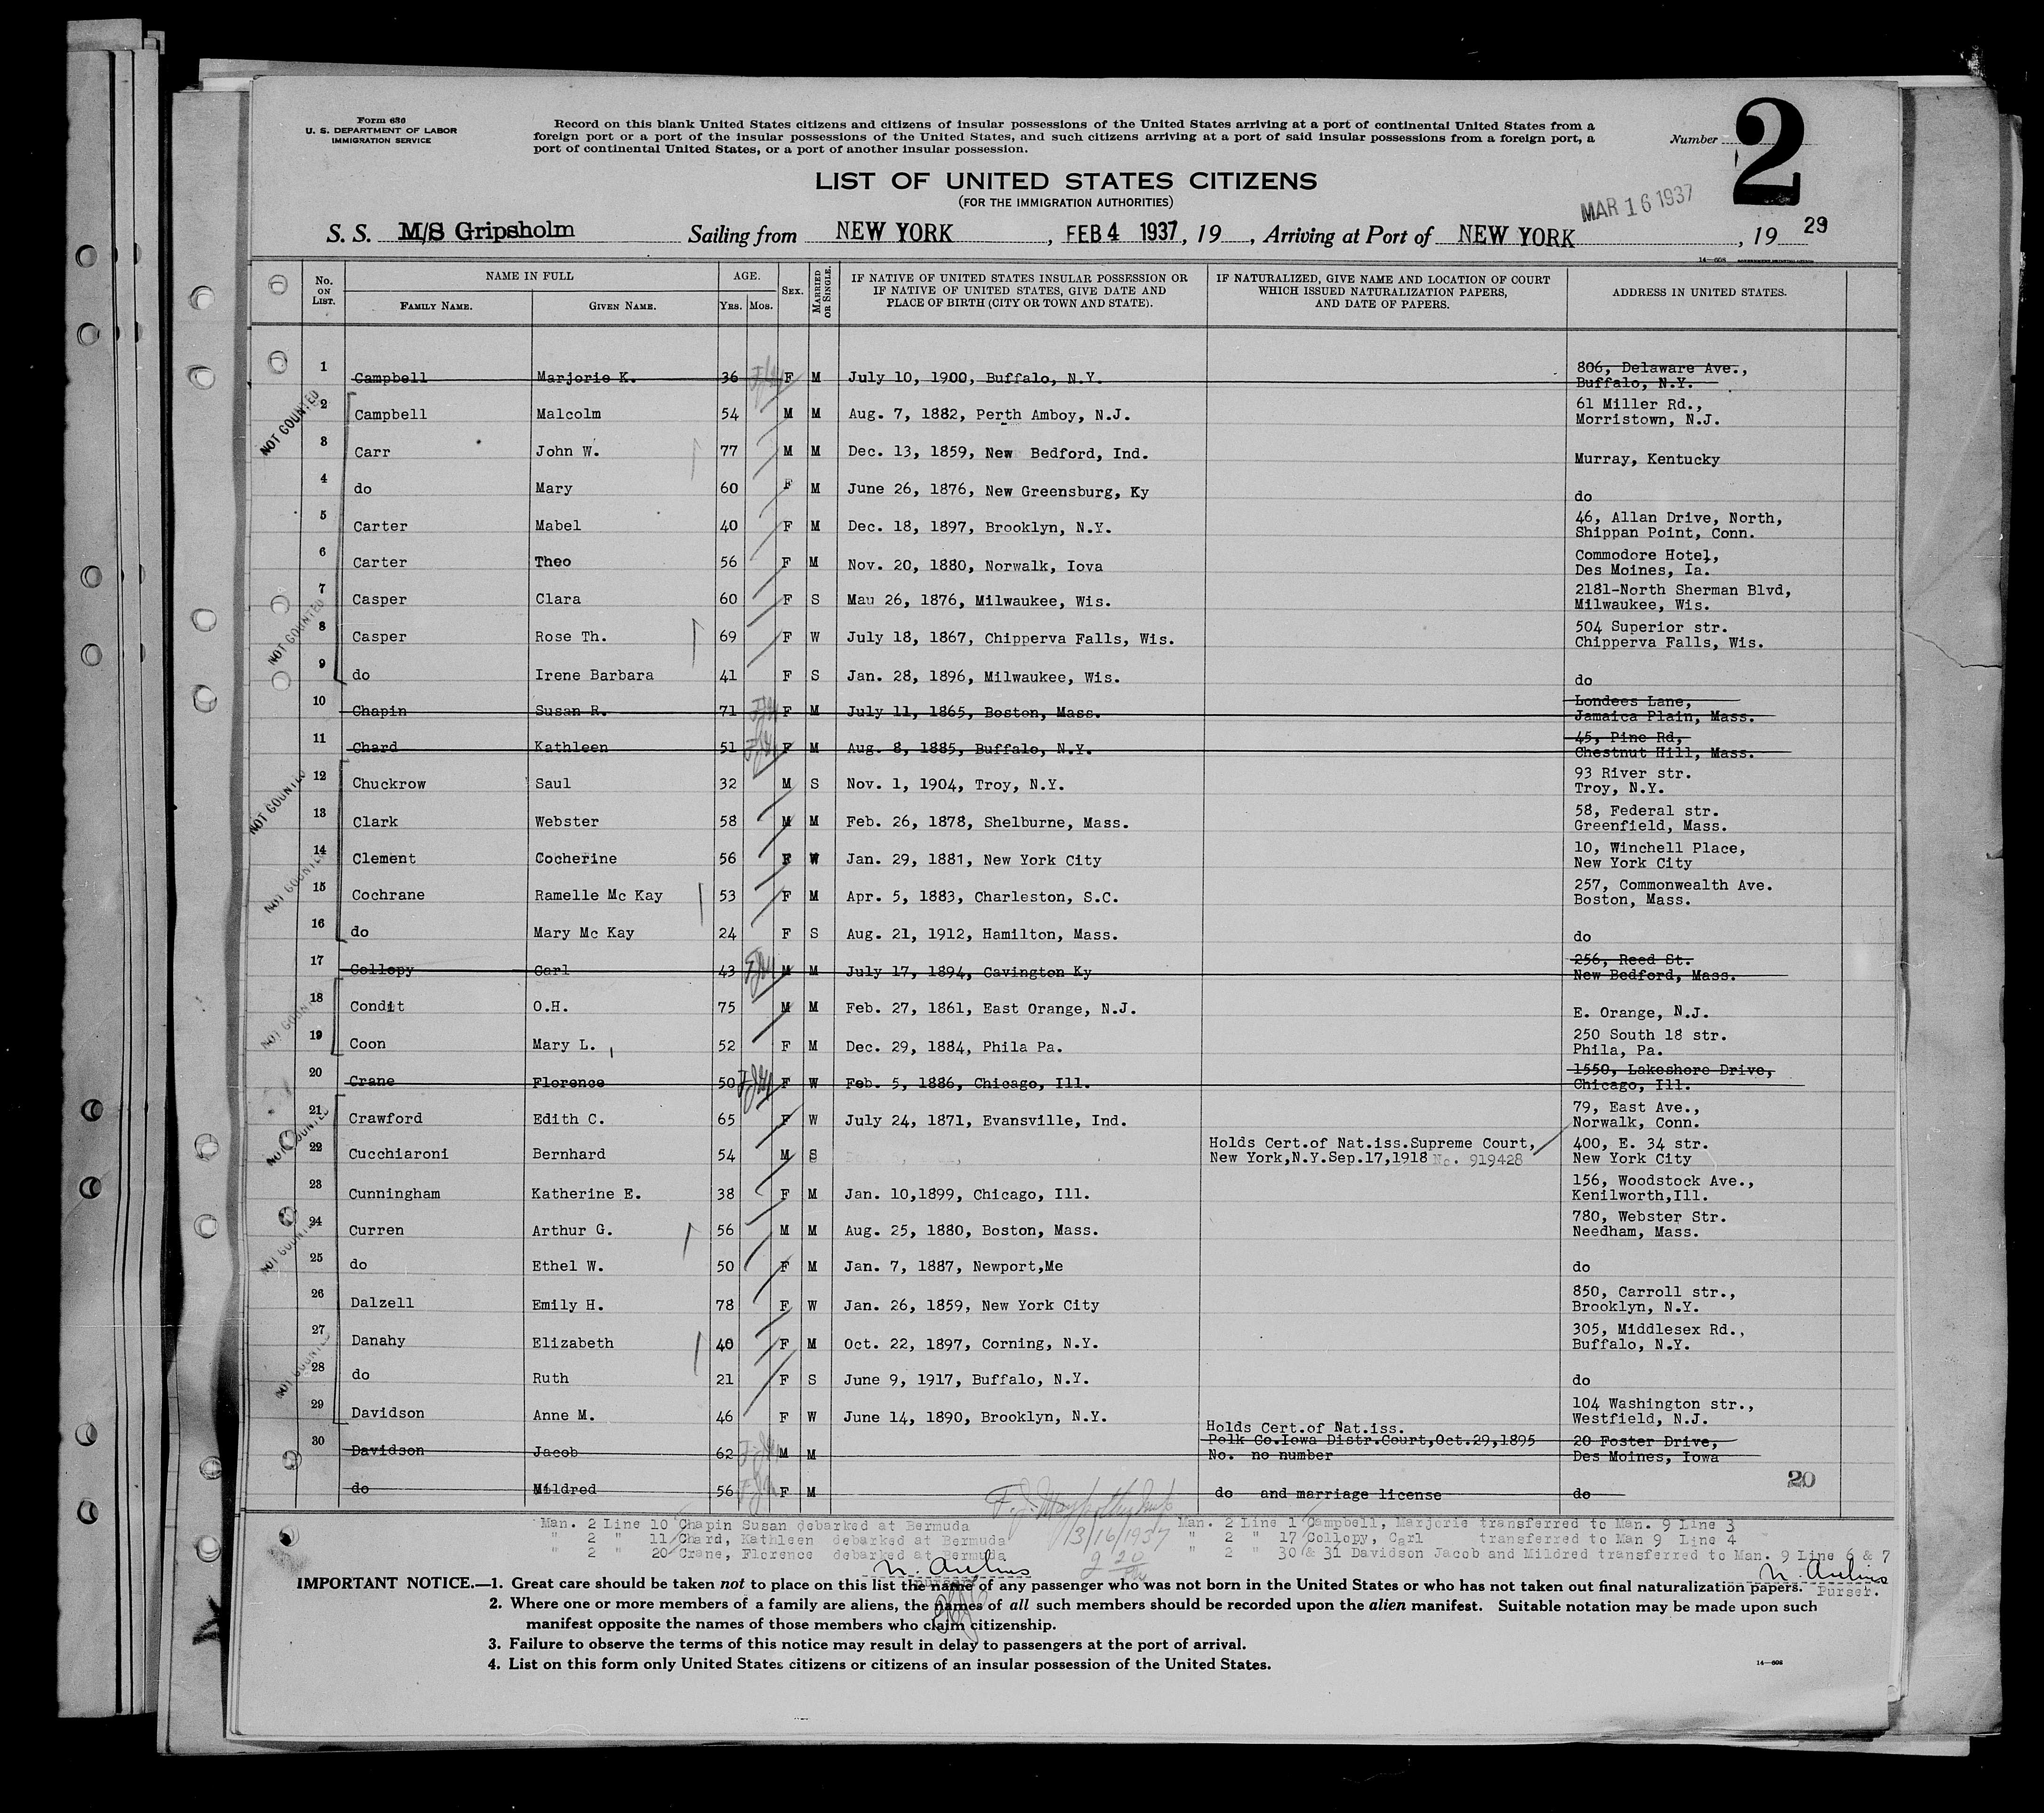 Form 630
U. S. DEPARTMENT OF LABOR
IMMIGRATION SERVICE
Record on this blank United States citizens and citizens of insular possessions of the United States arriving at a port of continental United States from a
foreign port or a port of the insular possessions of the United States, and such citizens arriving at a port of said insular possessions from a foreign port, a
port of continental United States, or a port of another insular possession.
Number 2
LIST OF UNITED STATES CITIZENS
(FOR THE IMMIGRATION AUTHORITIES)
MAR 16 1937
S. S. M/S Gripsholm Sailing from NEW YORK, FEB 4 1937, 19 , Arriving at Port of NEW YORK, 19 29
14—608
No. ON LIST. NAME IN FULL FAMILY NAME. GIVEN NAME. AGE. YRS. MOS. SEX. MARRIED OR SINGLE. IF NATIVE OF UNITED STATES INSULAR POSSESSION OR IF NATIVE OF UNITED STATES, GIVE DATE AND PLACE OF BIRTH (CITY OR TOWN AND STATE). IF NATURALIZED, GIVE NAME AND LOCATION OF COURT WHICH ISSUED NATURALIZATION PAPERS, AND DATE OF PAPERS. ADDRESS IN UNITED STATES.
1 Campbell Marjorie K. 36 F M July 10, 1900, Buffalo, N.Y. 806, Delaware Ave., Buffalo, N.Y.
NOT COUNTED
2 Campbell Malcolm 54 M M Aug. 7, 1882, Perth Amboy, N.J. 61 Miller Rd., Morristown, N.J.
3 Carr John W. 77 M M Dec. 13, 1859, New Bedford, Ind. Murray, Kentucky
4 do Mary 60 F M June 26, 1876, New Greensburg, Ky do
5 Carter Mabel 40 F M Dec. 18, 1897, Brooklyn, N.Y. 46, Allan Drive, North, Shippan Point, Conn.
6 Carter Theo 56 F M Nov. 20, 1880, Norwalk, Iova Commodore Hotel, Des Moines, Ia.
7 Casper Clara 60 F S Mau 26, 1876, Milwaukee, Wis. 2181-North Sherman Blvd, Milwaukee, Wis.
NOT COUNTED
8 Casper Rose Th. 69 F W July 18, 1867, Chipperva Falls, Wis. 504 Superior str. Chipperva Falls, Wis.
9 do Irene Barbara 41 F S Jan. 28, 1896, Milwaukee, Wis. do
10 Chapin Susan R. 71 F M July 11, 1865, Boston, Mass. Londees Lane, Jamaica Plain, Mass.
11 Chard Kathleen 51 F M Aug. 8, 1885, Buffalo, N.Y. 45, Pine Rd, Chestnut Hill, Mass.
NOT COUNTED
12 Chuckrow Saul 32 M S Nov. 1, 1904, Troy, N.Y. 93 River str. Troy, N.Y.
13 Clark Webster 58 M M Feb. 26, 1878, Shelburne, Mass. 58, Federal str. Greenfield, Mass.
14 Clement Cocherine 56 F W Jan. 29, 1881, New York City 10, Winchell Place, New York City
NOT COUNTED
15 Cochrane Ramelle Mc Kay 53 F M Apr. 5, 1883, Charleston, S.C. 257, Commonwealth Ave. Boston, Mass.
16 do Mary Mc Kay 24 F S Aug. 21, 1912, Hamilton, Mass. do
17 Collopy Carl 43 M M July 17, 1894, Cavington Ky 256, Reed St. New Bedford, Mass.
NOT COUNTED
18 Condit O.H. 75 M M Feb. 27, 1861, East Orange, N.J. E. Orange, N.J.
19 Coon Mary L. 52 F M Dec. 29, 1884, Phila Pa. 250 South 18 str. Phila, Pa.
20 Crane Florence 50 F W Feb. 5, 1886, Chicago, Ill. 1550, Lakeshore Drive, Chicago, Ill.
NOT COUNTED
21 Crawford Edith C. 65 F W July 24, 1871, Evansville, Ind. 79, East Ave., Norwalk, Conn.
22 Cucchiaroni Bernhard 54 M S Holds Cert.of Nat.iss.Supreme Court, New York,N.Y.Sep.17,1918 No. 919428 400, E. 34 str. New York City
23 Cunningham Katherine E. 38 F M Jan. 10,1899, Chicago, Ill. 156, Woodstock Ave., Kenilworth,Ill.
NOT COUNTED
24 Curren Arthur G. 56 M M Aug. 25, 1880, Boston, Mass. 780, Webster Str. Needham, Mass.
25 do Ethel W. 50 F M Jan. 7, 1887, Newport,Me do
26 Dalzell Emily H. 78 F W Jan. 26, 1859, New York City 850, Carroll str., Brooklyn, N.Y.
NOT COUNTED
27 Danahy Elizabeth 40 F M Oct. 22, 1897, Corning, N.Y. 305, Middlesex Rd., Buffalo, N.Y.
28 do Ruth 21 F S June 9, 1917, Buffalo, N.Y. do
29 Davidson Anne M. 46 F W June 14, 1890, Brooklyn, N.Y. 104 Washington str., Westfield, N.J.
30 Davidson Jacob 62 M M Holds Cert.of Nat.iss. Polk Co.Iowa Distr.Court,Oct.29,1895 No. no number 20 Foster Drive, Des Moines, Iowa
do Mildred 56 F M do and marriage license do
20
Man. 2 Line 10 Chapin Susan debarked at Bermuda
" 2 " 11 Chard, Kathleen debarked at Bermuda
" 2 " 20 Crane, Florence debarked at Bermuda
3/16/1937
Man. 2 Line 1 Campbell, Marjorie transferred to Man. 9 Line 3
" 2 " 17 Collopy, Carl transferred to Man 9 Line 4
" 2 " 30 & 31 Davidson Jacob and Mildred transferred to Man. 9 Line 6 & 7
Purser.
IMPORTANT NOTICE.—1. Great care should be taken not to place on this list the name of any passenger who was not born in the United States or who has not taken out final naturalization papers.
2. Where one or more members of a family are aliens, the names of all such members should be recorded upon the alien manifest. Suitable notation may be made upon such
manifest opposite the names of those members who claim citizenship.
3. Failure to observe the terms of this notice may result in delay to passengers at the port of arrival.
4. List on this form only United States citizens or citizens of an insular possession of the United States.
14—608